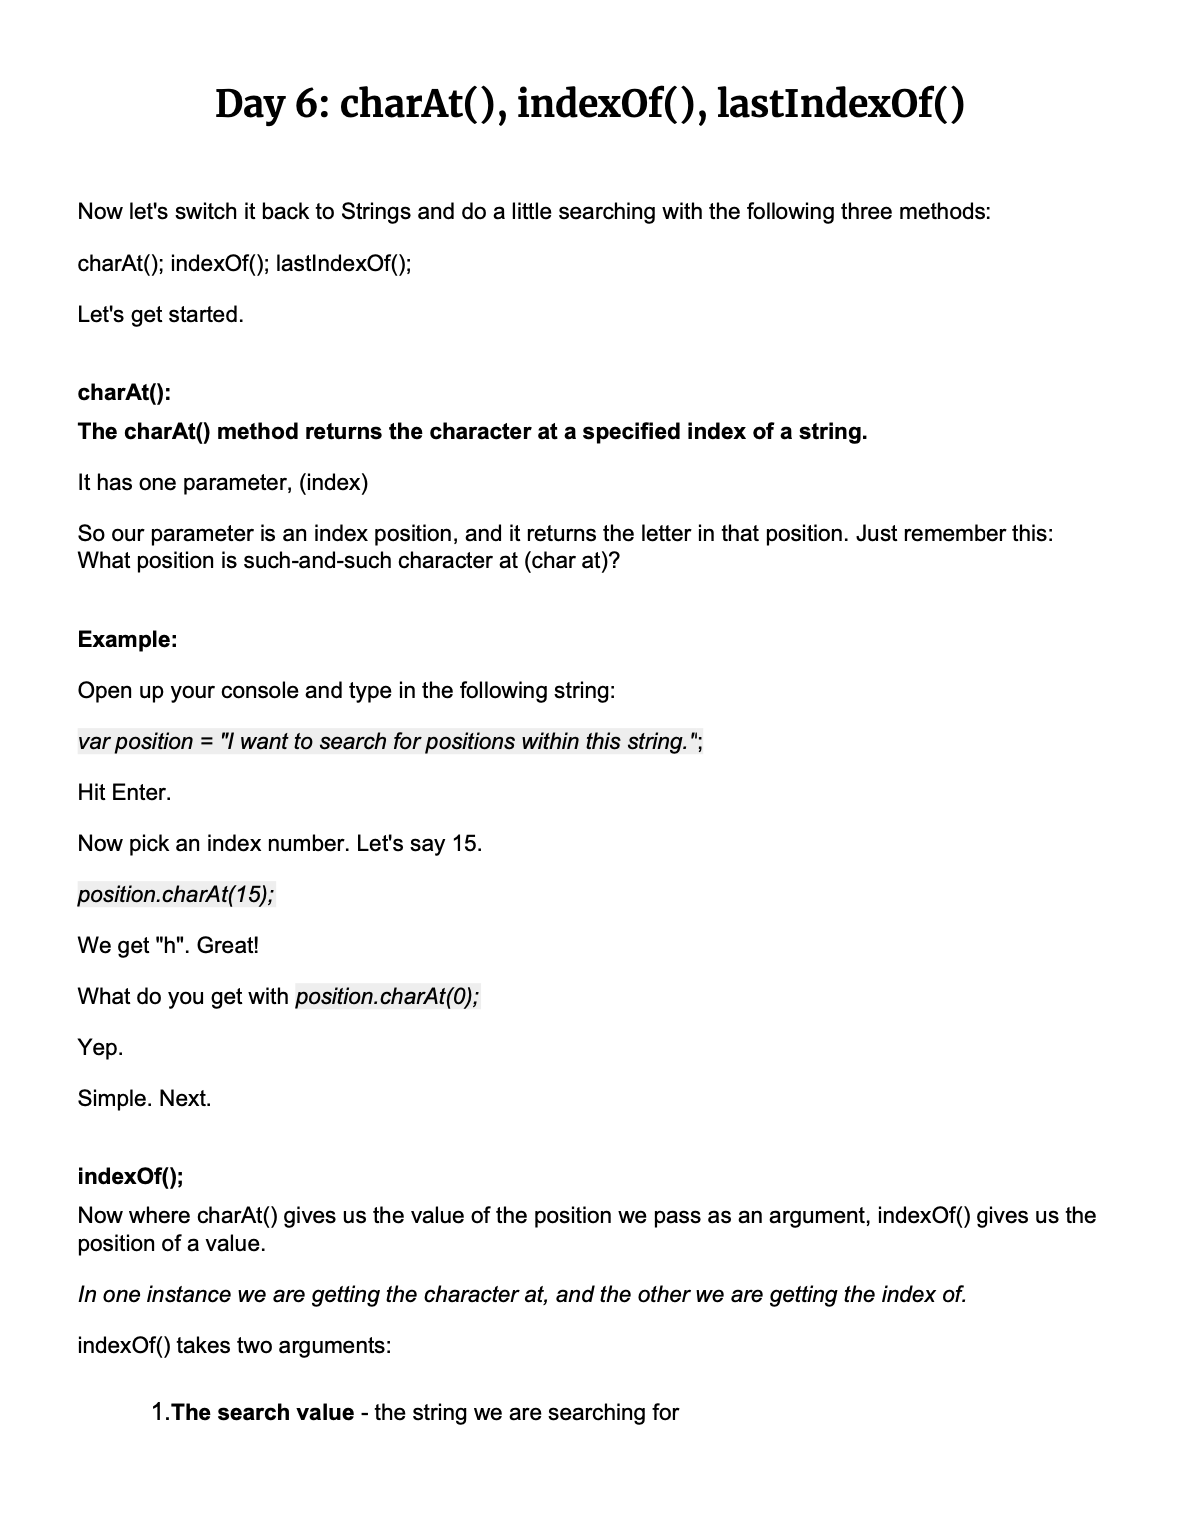 Day 6: charAt(), indexOf(), lastIndexOf()
Now let's switch it back to Strings and do a little searching with the following three methods:
charAt(); indexOf(); lastIndexOf();
Let's get started.
charAt():
The charAt() method returns the character at a specified index of a string.
It has one parameter, (index)
So our parameter is an index position, and it returns the letter in that position. Just remember this:
What position is such-and-such character at (char at)?
Example:
Open up your console and type in the following string:
var position = "I want to search for positions within this string.";
Hit Enter.
Now pick an index number. Let's say 15.
position.charAt(15);
We get "h". Great!
What do you get with position.charAt(0);
Yep.
Simple. Next.
indexOf();
Now where charAt() gives us the value of the position we pass as an argument, indexOf() gives us the
position of a value.
In one instance we are getting the character at, and the other we are getting the index of.
indexOf() takes two arguments:
1.The search value - the string we are searching for